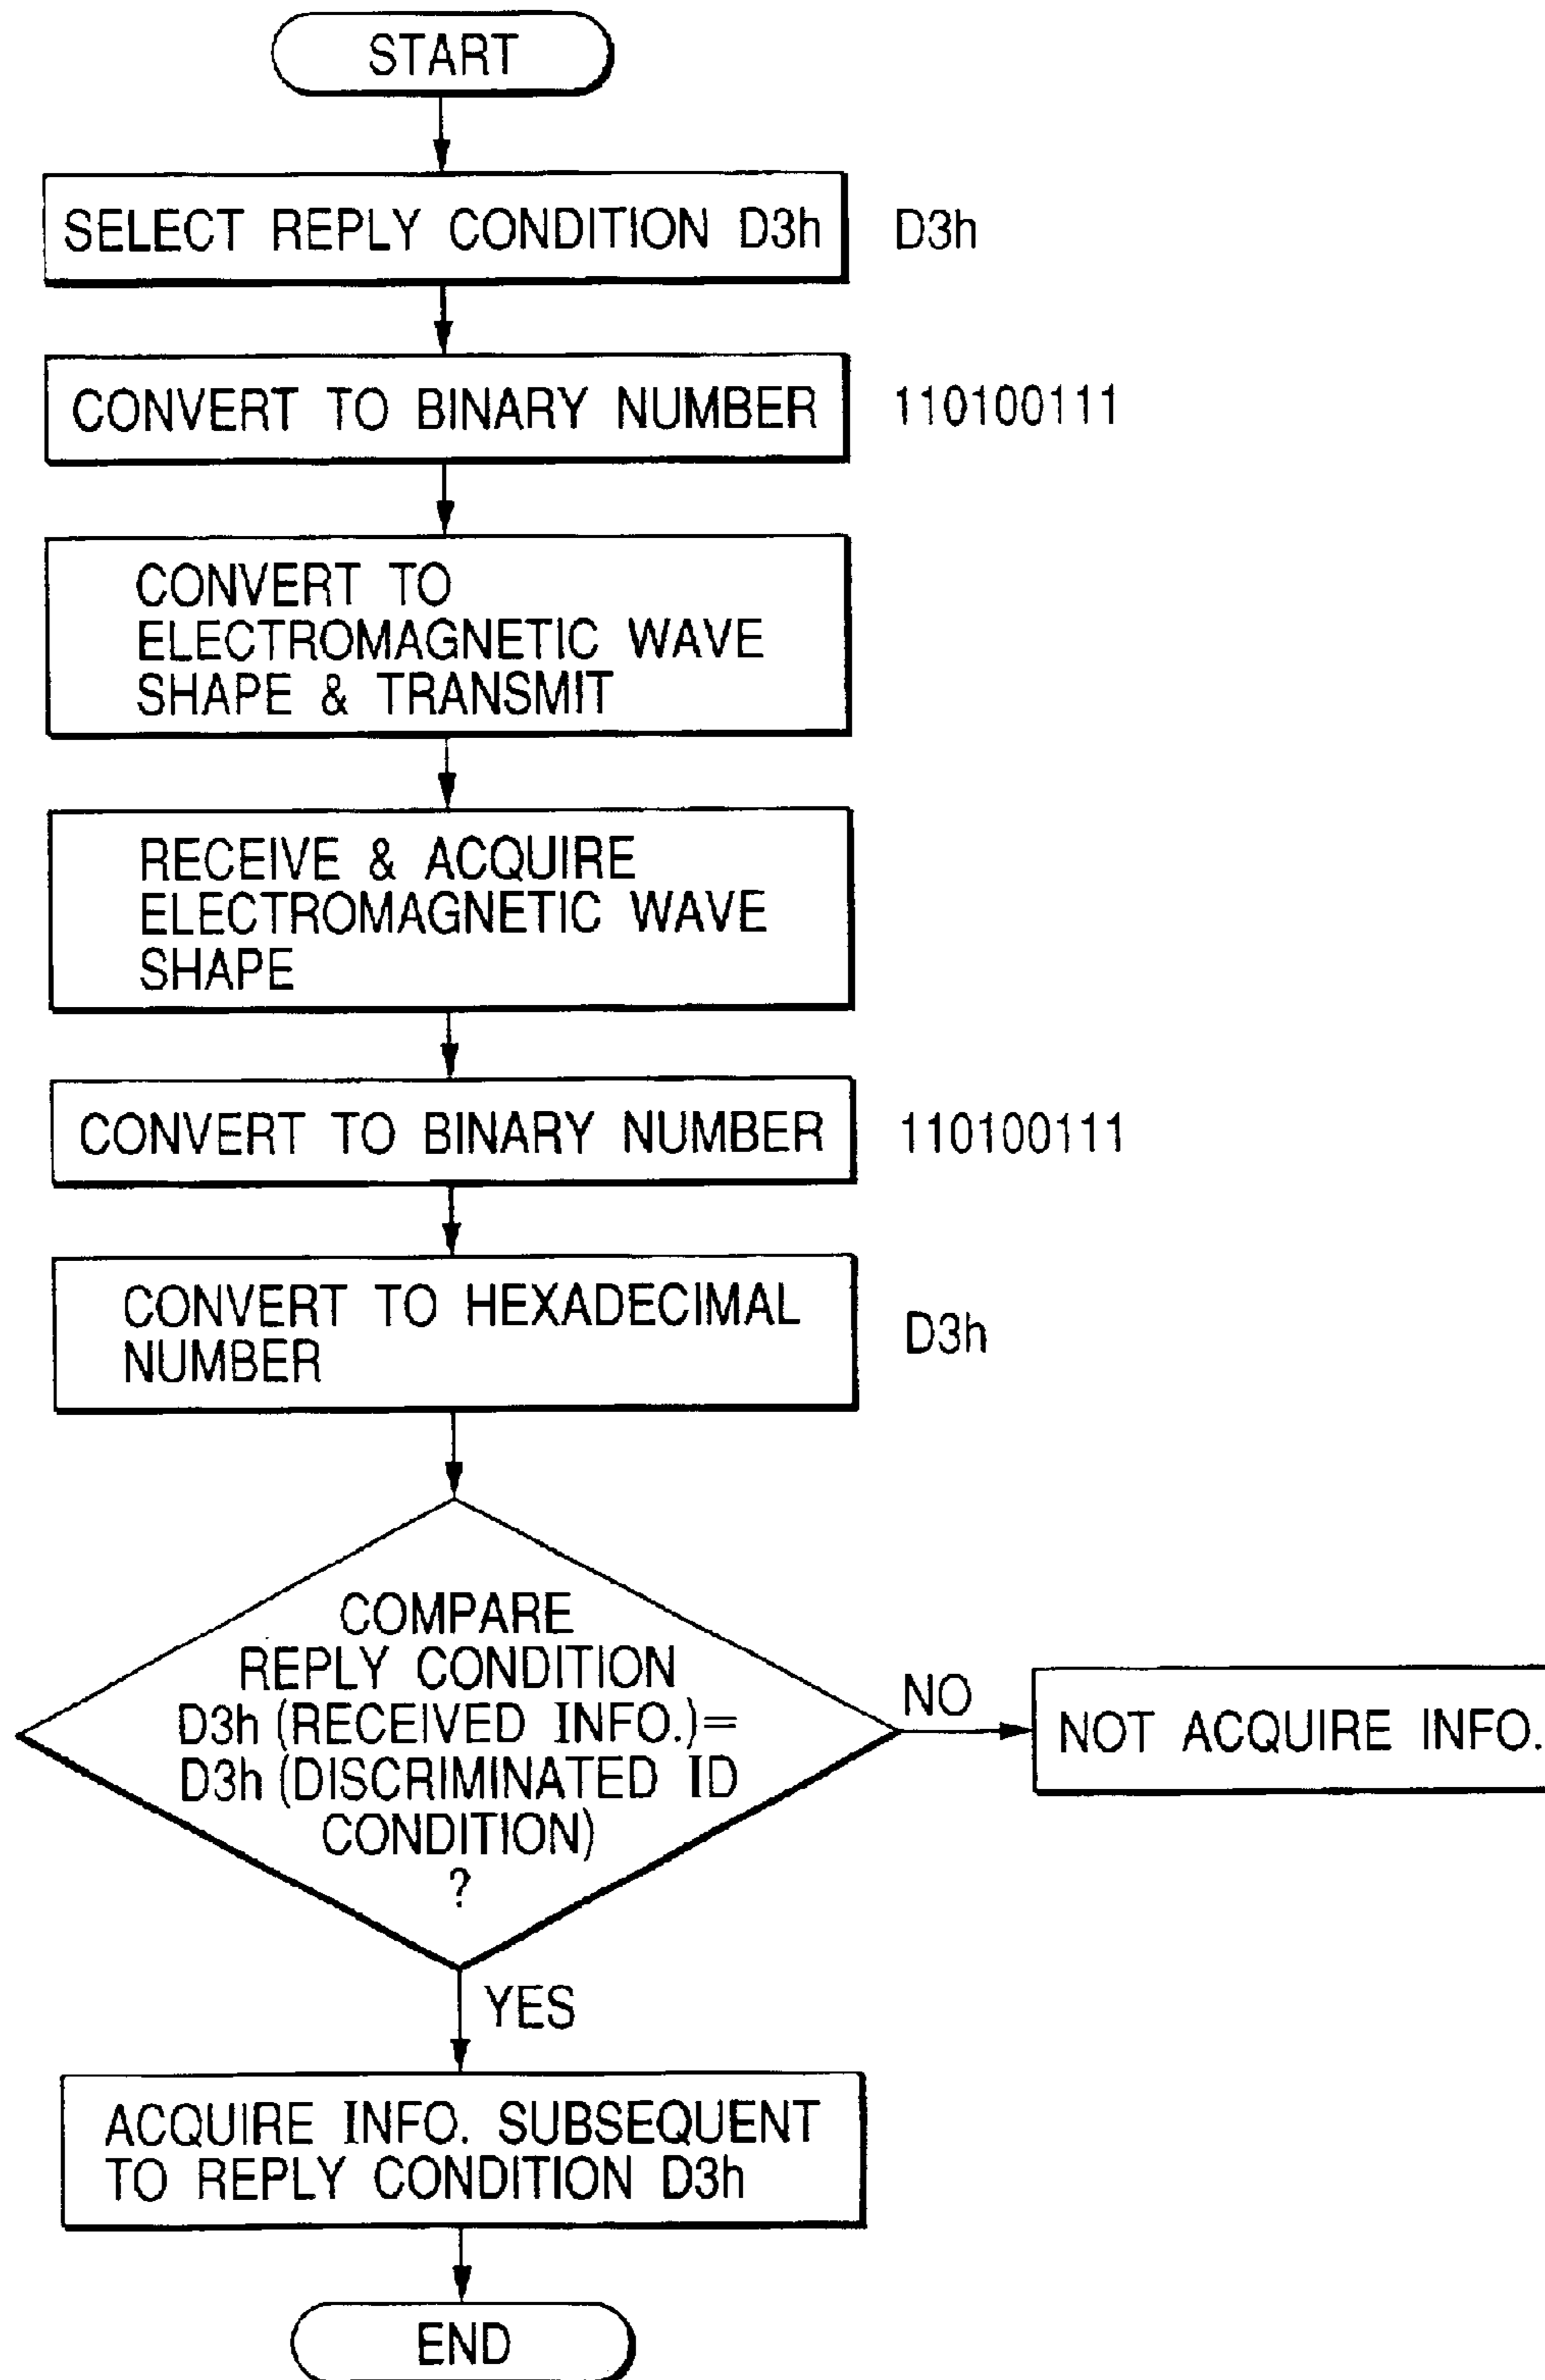 START
SELECT REPLY CONDITION D3h
D3h
CONVERT TO BINARY NUMBER
110100111
CONVERT TO
ELECTROMAGNETIC WAVE
SHAPE & TRANSMIT
RECEIVE & ACQUIRE
ELECTROMAGNETIC WAVE
SHAPE
CONVERT TO BINARY NUMBER
110100111
CONVERT TO HEXADECIMAL
NUMBER
D3h
COMPARE
REPLY CONDITION
D3h (RECEIVED INFO.)=
D3h (DISCRIMINATED ID
CONDITION)
?
NO
NOT ACQUIRE INFO.
YES
ACQUIRE INFO. SUBSEQUENT
TO REPLY CONDITION D3h
END